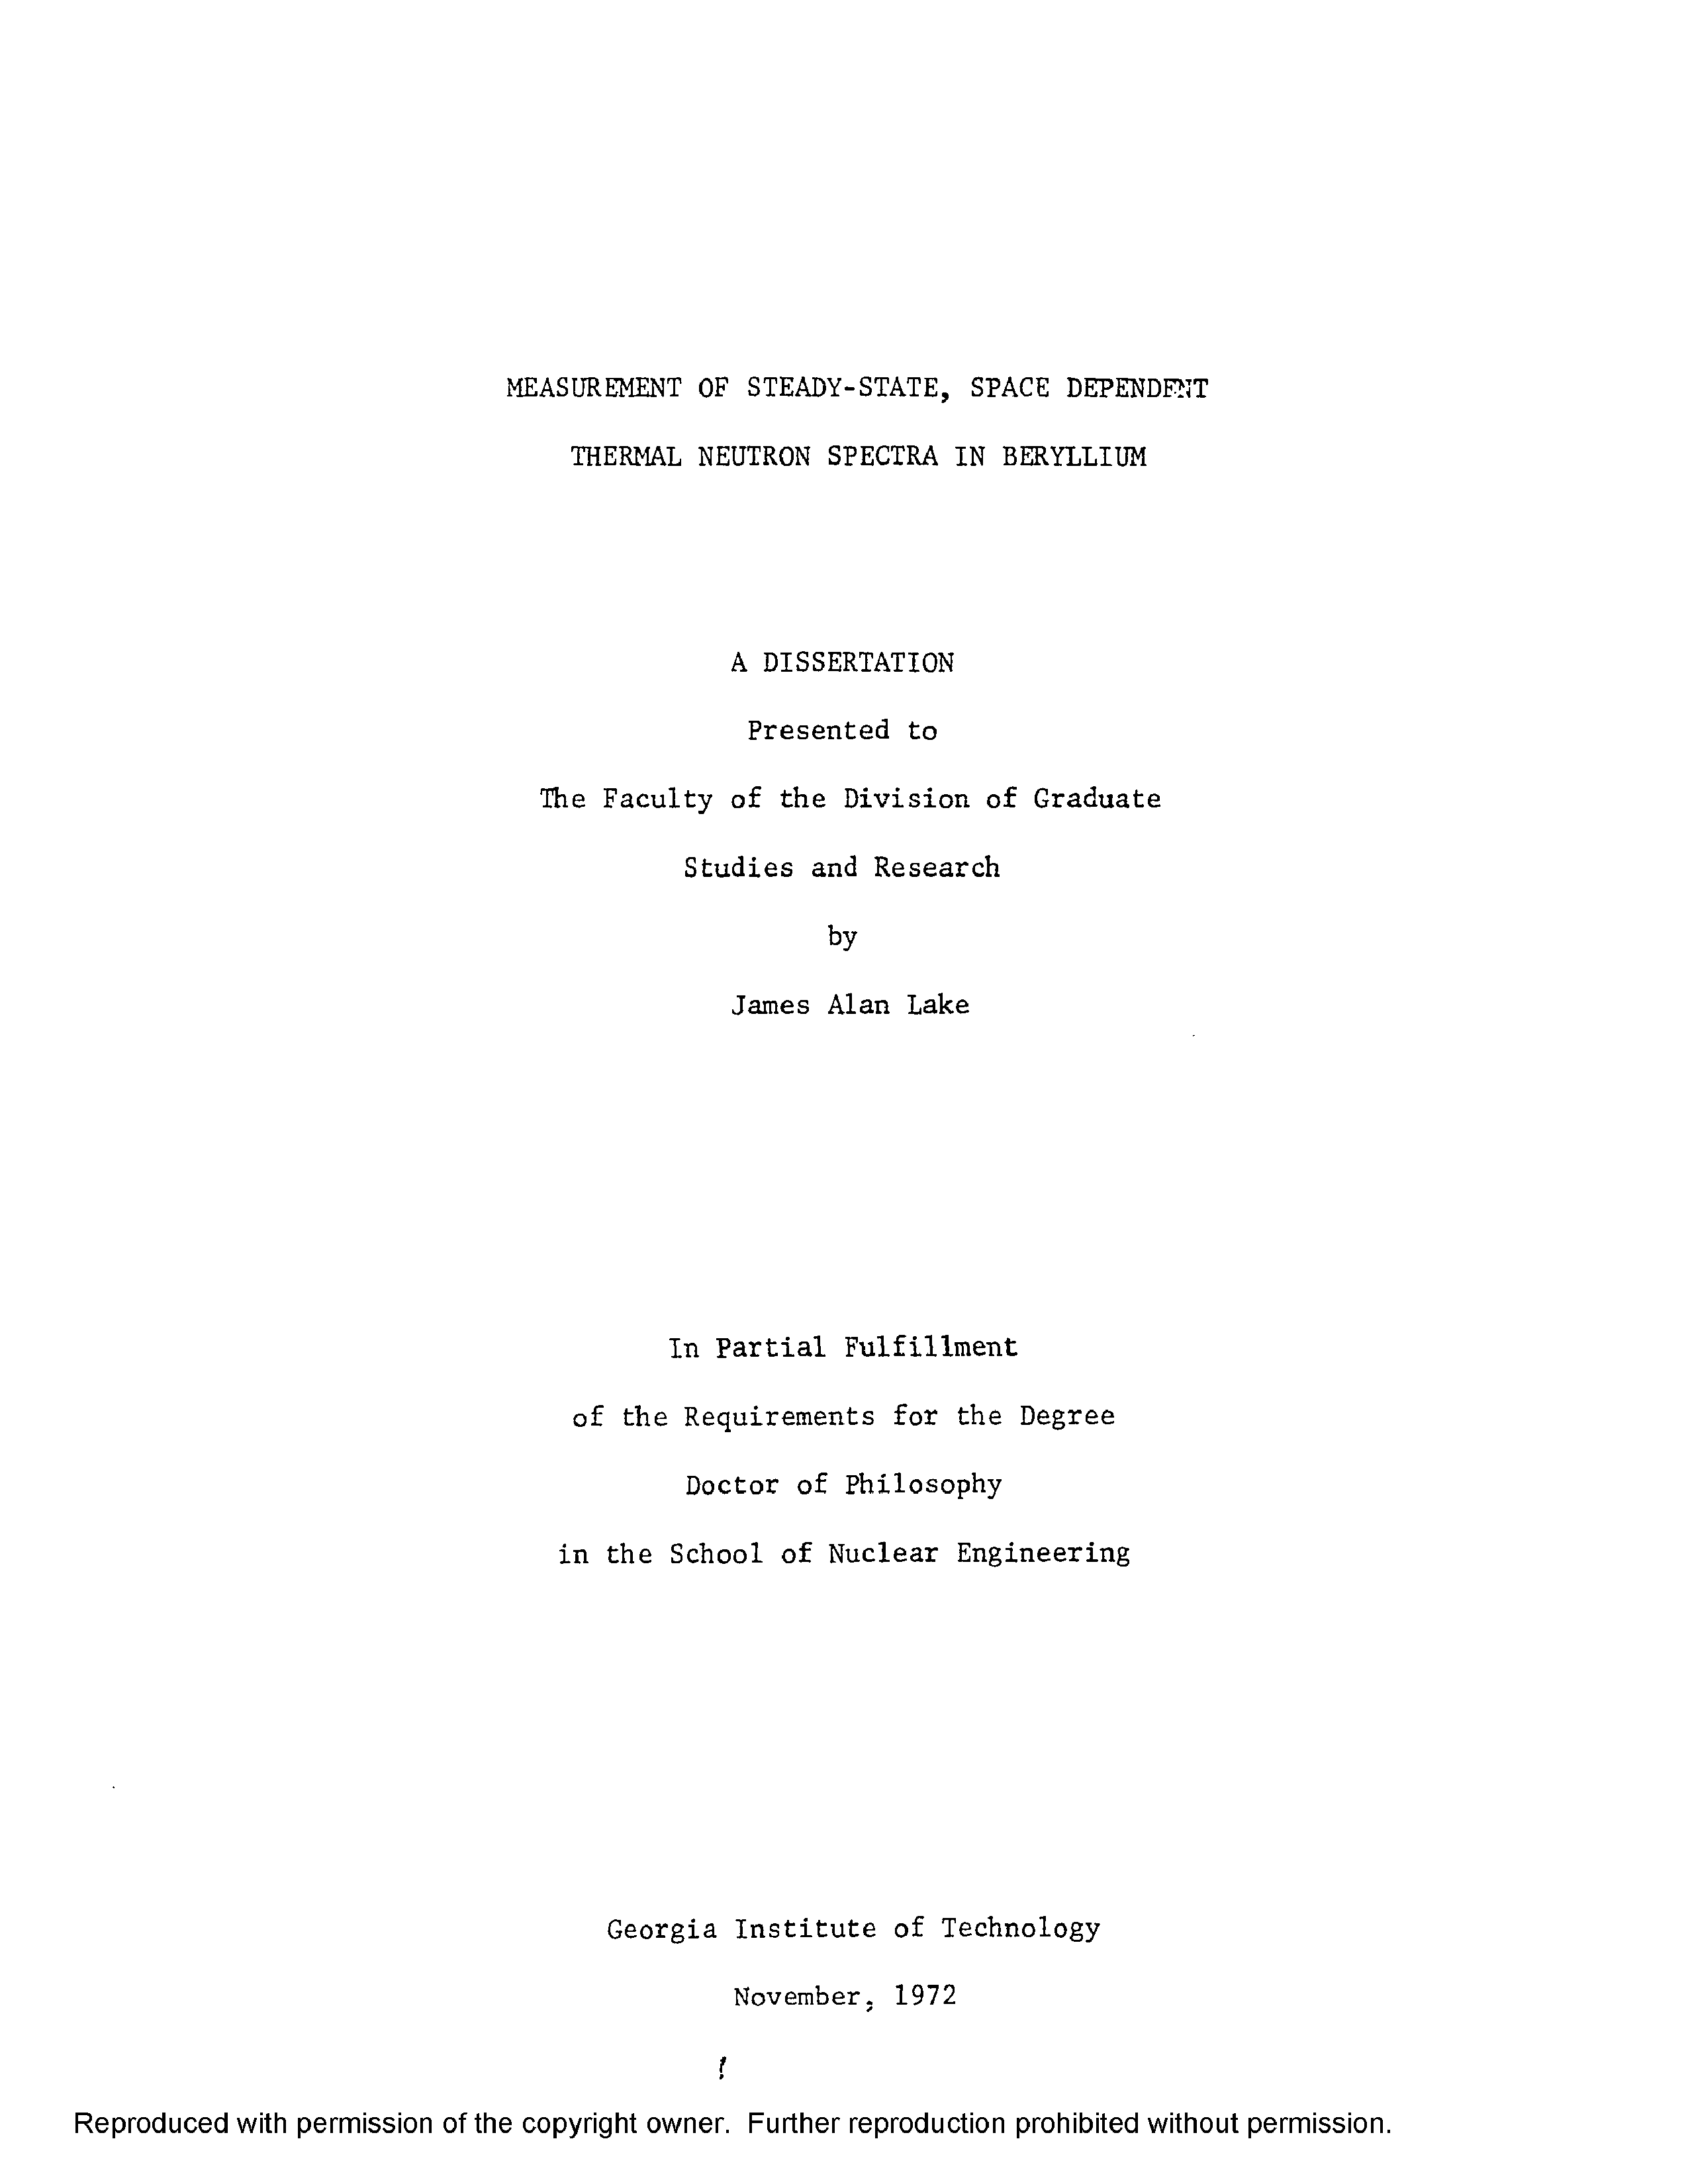 MEASUREMENT OF STEADY-STATE, SPACE DEPENDENT
THERMAL NEUTRON SPECTRA IN BERYLLIUM
A DISSERTATION
Presented to
The Faculty of the Division of Graduate
Studies and Research
by
James Alan Lake
In Partial Fulfillment
of the Requirements for the Degree
Doctor of Philosophy
in the School of Nuclear Engineering
Georgia Institute of Technology
November, 1972
Reproduced with permission of the copyright owner. Further reproduction prohibited without permission.